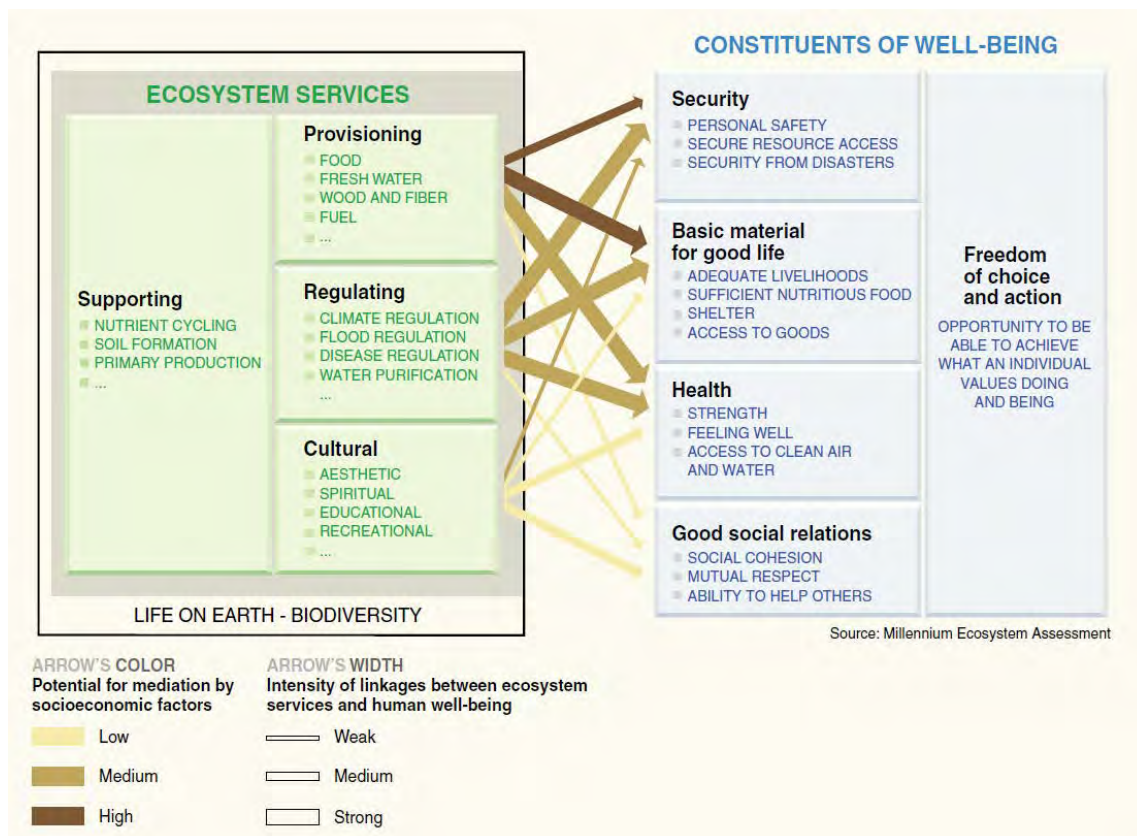 CONSTITUENTS OF WELL-BEING
ECOSYSTEM SERVICES
Supporting
NUTRIENT CYCLING
SOIL FORMATION
PRIMARY PRODUCTION
...
Provisioning
FOOD
FRESH WATER
WOOD AND FIBER
FUEL
...
Regulating
CLIMATE REGULATION
FLOOD REGULATION
DISEASE REGULATION
WATER PURIFICATION
...
Cultural
AESTHETIC
SPIRITUAL
EDUCATIONAL
RECREATIONAL
...
LIFE ON EARTH - BIODIVERSITY
Security
PERSONAL SAFETY
SECURE RESOURCE ACCESS
SECURITY FROM DISASTERS
Basic material
for good life
ADEQUATE LIVELIHOODS
SUFFICIENT NUTRITIOUS FOOD
SHELTER
ACCESS TO GOODS
Health
STRENGTH
FEELING WELL
ACCESS TO CLEAN AIR
AND WATER
Good social relations
SOCIAL COHESION
MUTUAL RESPECT
ABILITY TO HELP OTHERS
Freedom
of choice
and action
OPPORTUNITY TO BE
ABLE TO ACHIEVE
WHAT AN INDIVIDUAL
VALUES DOING
AND BEING
Source: Millennium Ecosystem Assessment
ARROW'S COLOR
Potential for mediation by
socioeconomic factors
Low
Medium
High
ARROW'S WIDTH
Intensity of linkages between ecosystem
services and human well-being
Weak
Medium
Strong